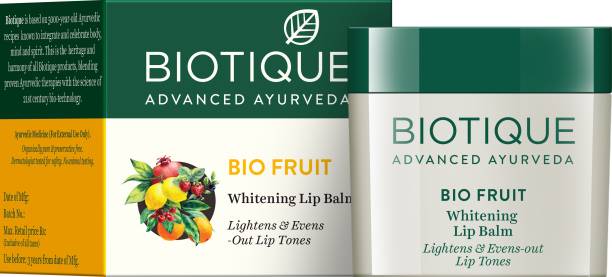 Biotique is based on 5000-year-old Ayurvedic
recipes known to integrate and celebrate body,
mind and spirit. This is the heritage and
harmony of all Biotique products, blending
proven Ayurvedic therapies with the science of
21st century bio-technology.
Ayurvedic Medicine (For External Use Only).
Organically pure & preservative free.
Dermatologist tested for safety. No animal testing.
Date of Mfg:
Batch No.:
Max. Retail price Rs:
(Inclusive of all taxes)
Use before: 3 years from date of Mfg.
BIOTIQUE
ADVANCED AYURVEDA
BIO FRUIT
Whitening Lip Balm
Lightens & Evens
-Out Lip Tones
BIOTIQUE
ADVANCED AYURVEDA
BIO FRUIT
Whitening
Lip Balm
Lightens & Evens-out
Lip Tones